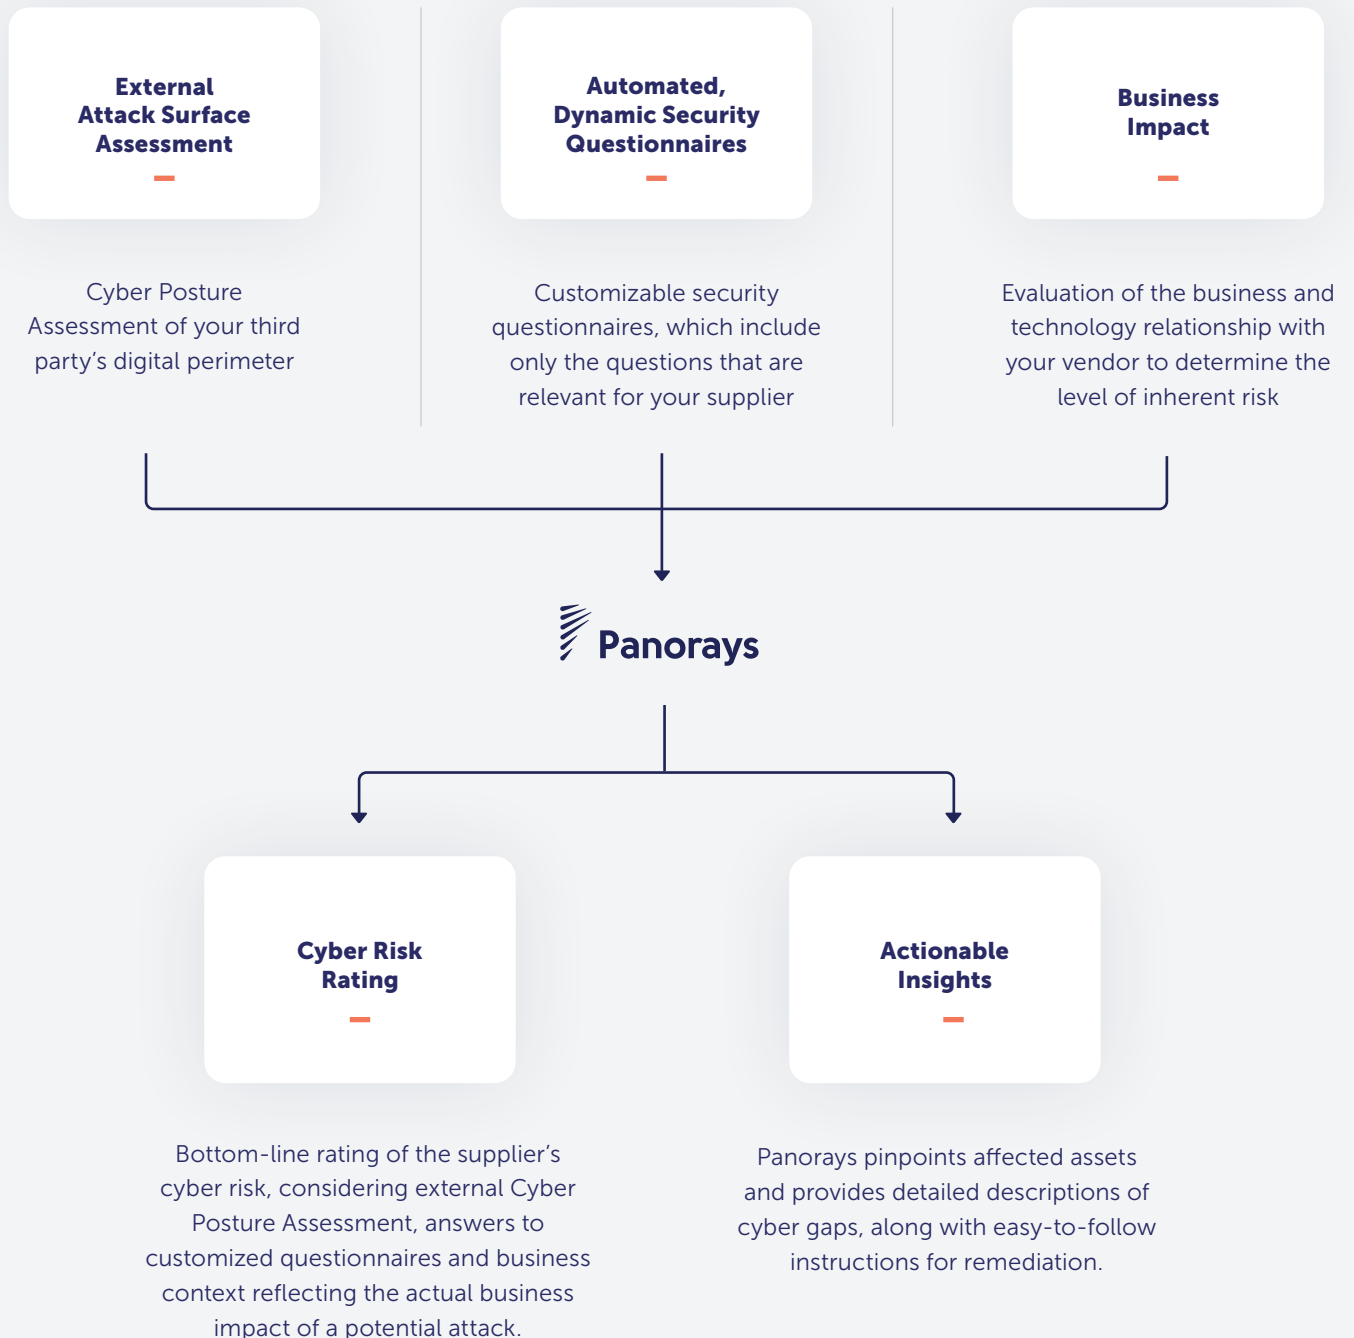 External
Attack Surface
Assessment
Cyber Posture
Assessment of your third
party’s digital perimeter
Automated,
Dynamic Security
Questionnaires
Customizable security
questionnaires, which include
only the questions that are
relevant for your supplier
Business
Impact
Evaluation of the business and
technology relationship with
your vendor to determine the
level of inherent risk
Panorays
Cyber Risk
Rating
Bottom-line rating of the supplier’s
cyber risk, considering external Cyber
Posture Assessment, answers to
customized questionnaires and business
context reflecting the actual business
impact of a potential attack.
Actionable
Insights
Panorays pinpoints affected assets
and provides detailed descriptions of
cyber gaps, along with easy-to-follow
instructions for remediation.